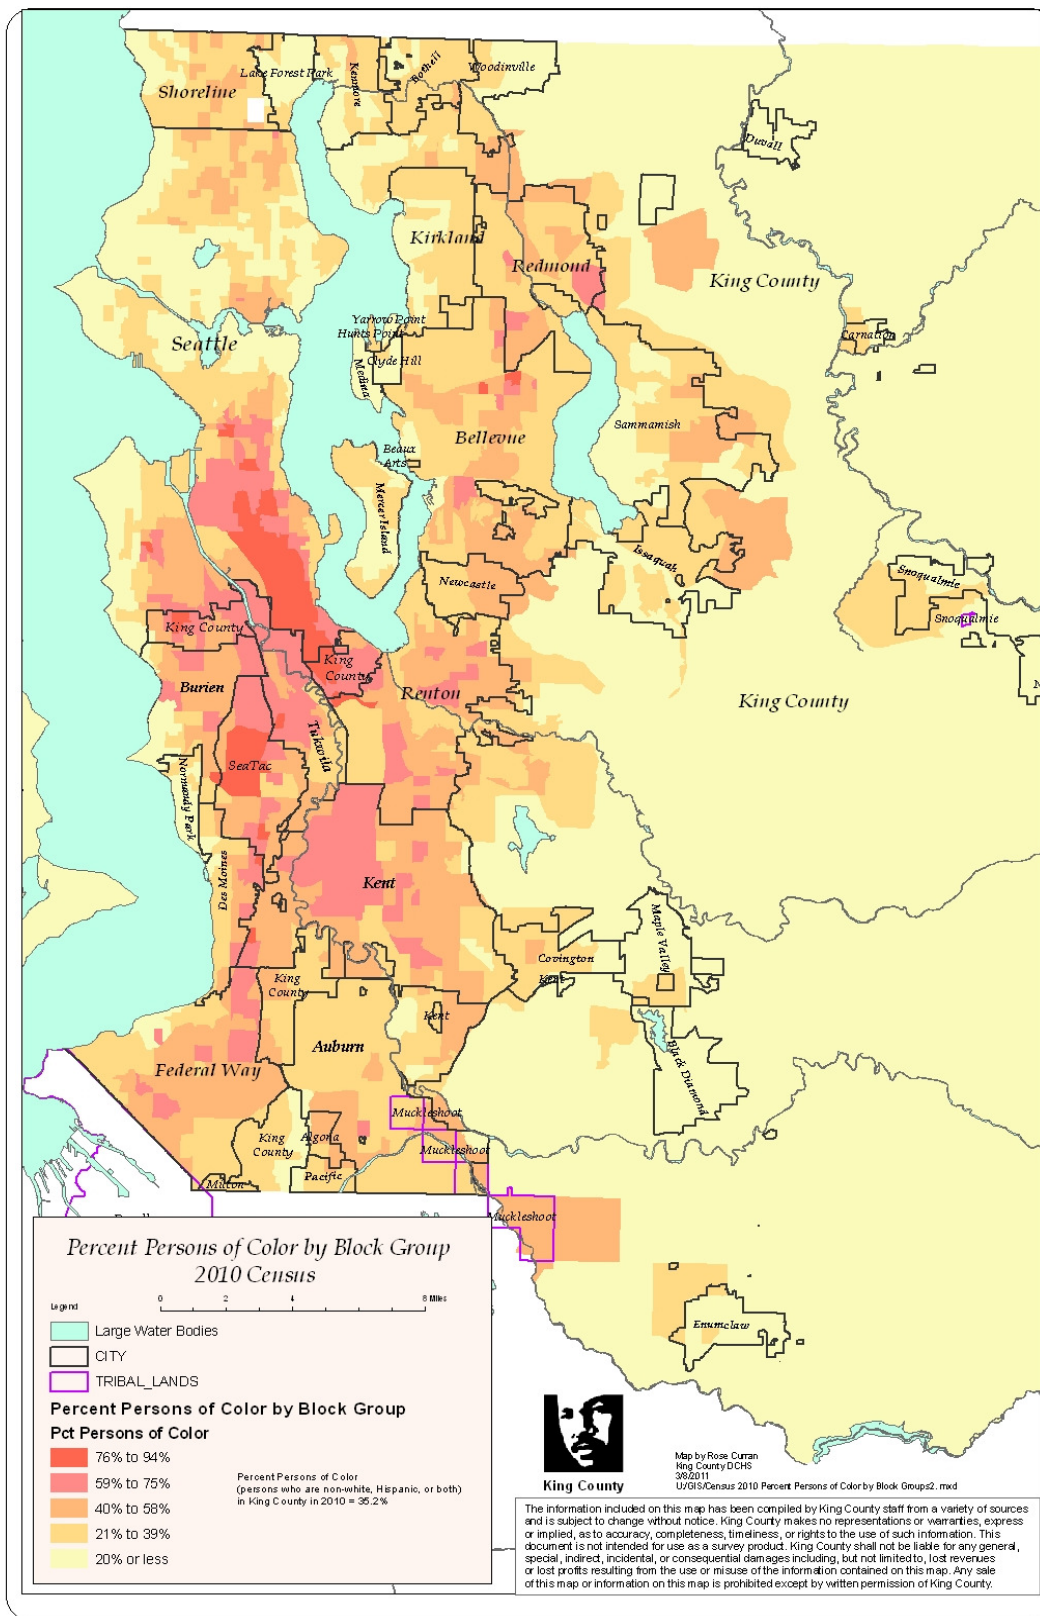 Shoreline
Lake Forest Park
Kenmore
Bothell
Woodinville
Duvall
Kirkland
Redmond
King County
Yarrow Point
Hunts Point
Clyde Hill
Medina
Seattle
Carnation
Bellevue
Sammamish
Beaux
Arts
Mercer Island
Issaquah
Newcastle
Snoqualmie
Snoqualmie
King County
King
County
Burien
Renton
King County
Tukwila
SeaTac
Normandy Park
Des Moines
Kent
Maple Valley
Covington
Kent
King
County
Kent
Auburn
Black Diamond
Federal Way
Muckleshoot
King
County
Algona
Muckleshoot
Pacific
Milton
Muckleshoot
Enumclaw
Percent Persons of Color by Block Group
2010 Census
Legend
0 2 4 8 Miles
Large Water Bodies
CITY
TRIBAL_LANDS
Percent Persons of Color by Block Group
Pct Persons of Color
76% to 94%
59% to 75%
40% to 58%
21% to 39%
20% or less
Percent Persons of Color
(persons who are non-white, Hispanic, or both)
in King County in 2010 = 35.2%
King County
Map by Rose Curran
King County DCHS
3/8/2011
U:/GIS/Census 2010 Percent Persons of Color by Block Groups2. mxd
The information included on this map has been compiled by King County staff from a variety of sources
and is subject to change without notice. King County makes no representations or warranties, express
or implied, as to accuracy, completeness, timeliness, or rights to the use of such information. This
document is not intended for use as a survey product. King County shall not be liable for any general,
special, indirect, incidental, or consequential damages including, but not limited to, lost revenues
or lost profits resulting from the use or misuse of the information contained on this map. Any sale
of this map or information on this map is prohibited except by written permission of King County.